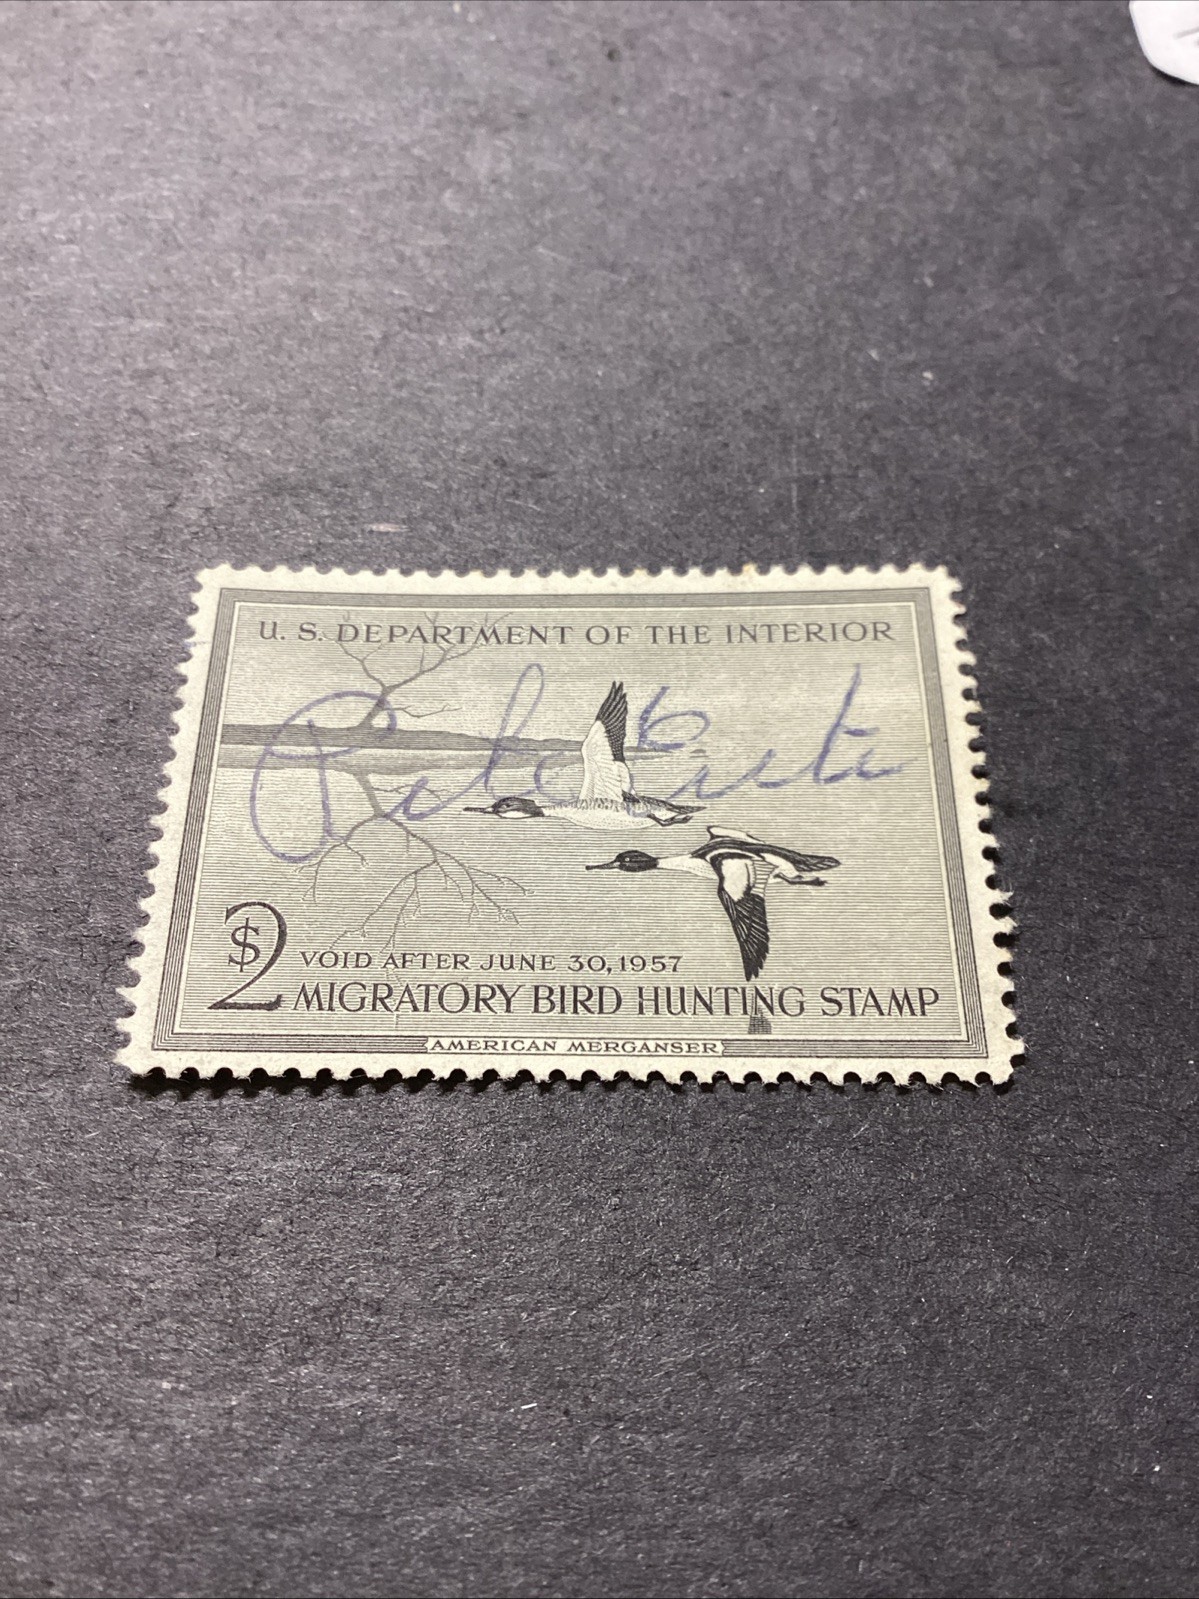 U. S. DEPARTMENT OF THE INTERIOR
$2
VOID AFTER JUNE 30, 1957
MIGRATORY BIRD HUNTING STAMP
AMERICAN MERGANSER